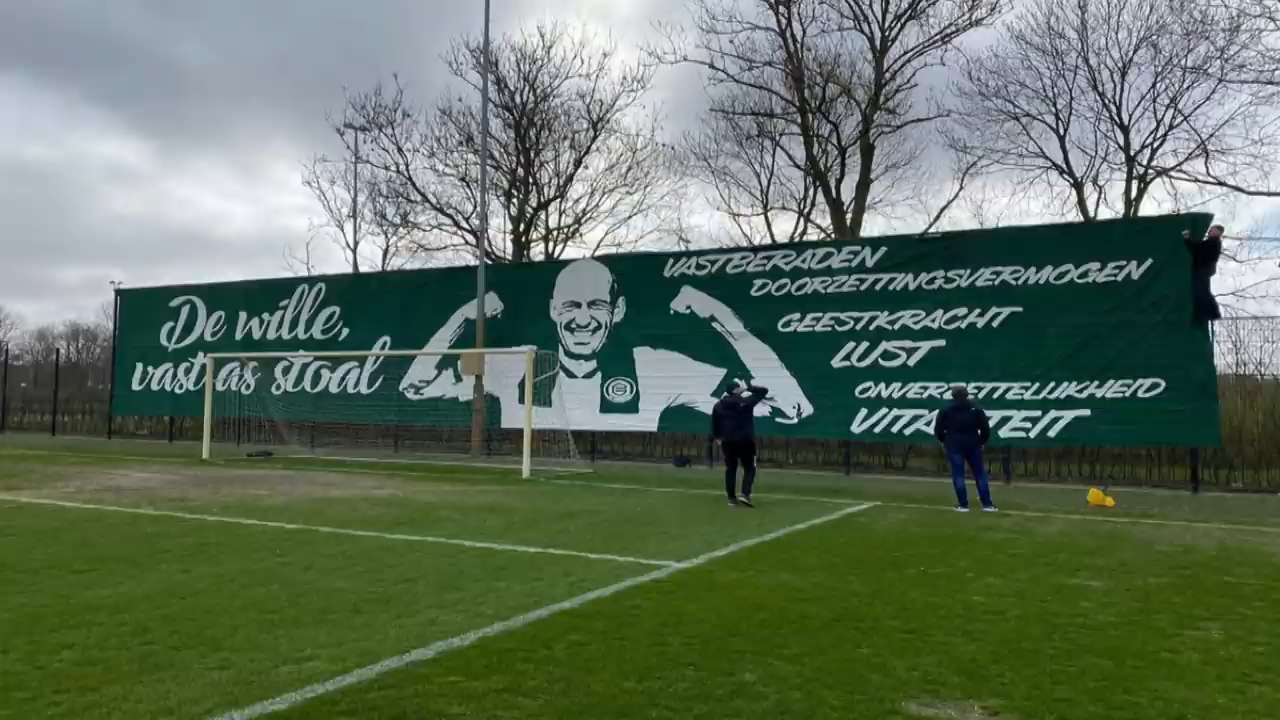 De wille,
vast as stoal
VASTBERADEN
DOORZETTINGSVERMOGEN
GEESTKRACHT
LUST
ONVERZETTELIJKHEID
VITALITEIT